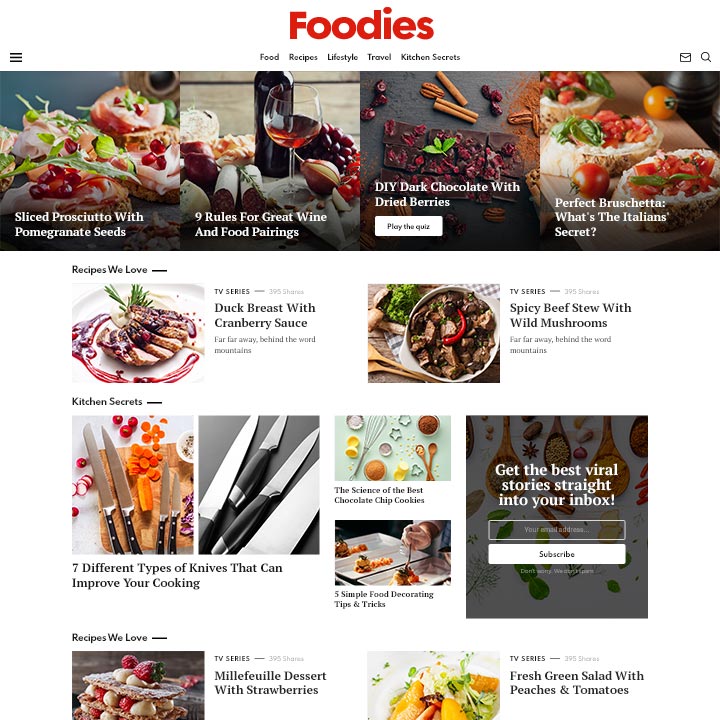 Foodies
Food Recipes Lifestyle Travel Kitchen Secrets
Sliced Prosciutto With
Pomegranate Seeds
9 Rules For Great Wine
And Food Pairings
DIY Dark Chocolate With
Dried Berries
Play the quiz
Perfect Bruschetta:
What's The Italians'
Secret?
Recipes We Love
TV SERIES 395 Shares
Duck Breast With
Cranberry Sauce
Far far away, behind the word
mountains
TV SERIES 395 Shares
Spicy Beef Stew With
Wild Mushrooms
Far far away, behind the word
mountains
Kitchen Secrets
7 Different Types of Knives That Can
Improve Your Cooking
The Science of the Best
Chocolate Chip Cookies
5 Simple Food Decorating
Tips & Tricks
Get the best viral
stories straight
into your inbox!
Your email address...
Subscribe
Don't worry. We don't spam
Recipes We Love
TV SERIES 395 Shares
Millefeuille Dessert
With Strawberries
TV SERIES 395 Shares
Fresh Green Salad With
Peaches & Tomatoes